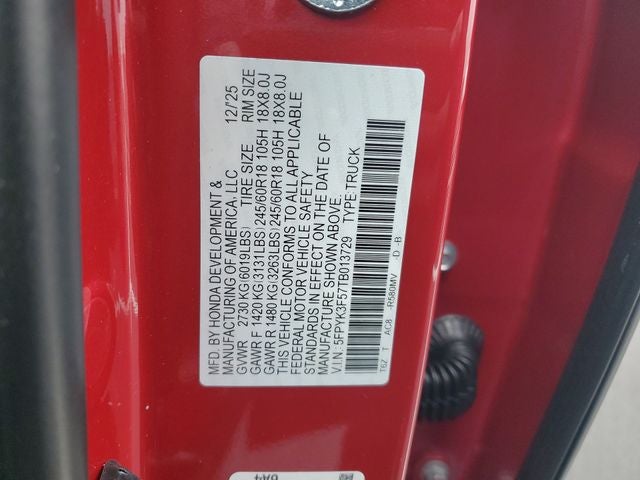 MFD. BY HONDA DEVELOPMENT &
MANUFACTURING OF AMERICA, LLC 12/'25
GVWR 2730 KG(6019LBS) TIRE SIZE RIM SIZE
GAWR F 1420 KG(3131LBS) 245/60R18 105H 18X8.0J
GAWR R 1480 KG(3263LBS) 245/60R18 105H 18X8.0J
THIS VEHICLE CONFORMS TO ALL APPLICABLE
FEDERAL MOTOR VEHICLE SAFETY
STANDARDS IN EFFECT ON THE DATE OF
MANUFACTURE SHOWN ABOVE.
V.I.N.: 5FPYK3F57TB013729 TYPE:TRUCK
T6Z T AC8 -R580MV -D -B